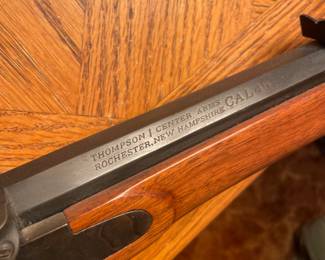 THOMPSON / CENTER ARMS
ROCHESTER, NEW HAMPSHIRE CAL